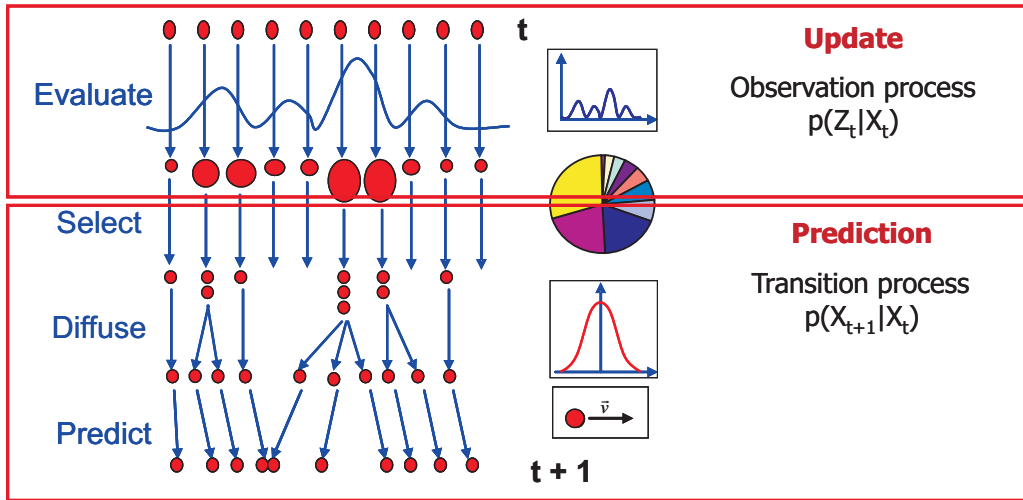 t
Update
Evaluate
Observation process
p(Z_t|X_t)
Select
Prediction
Transition process
p(X_{t+1}|X_t)
Diffuse
v⃗
Predict
t + 1